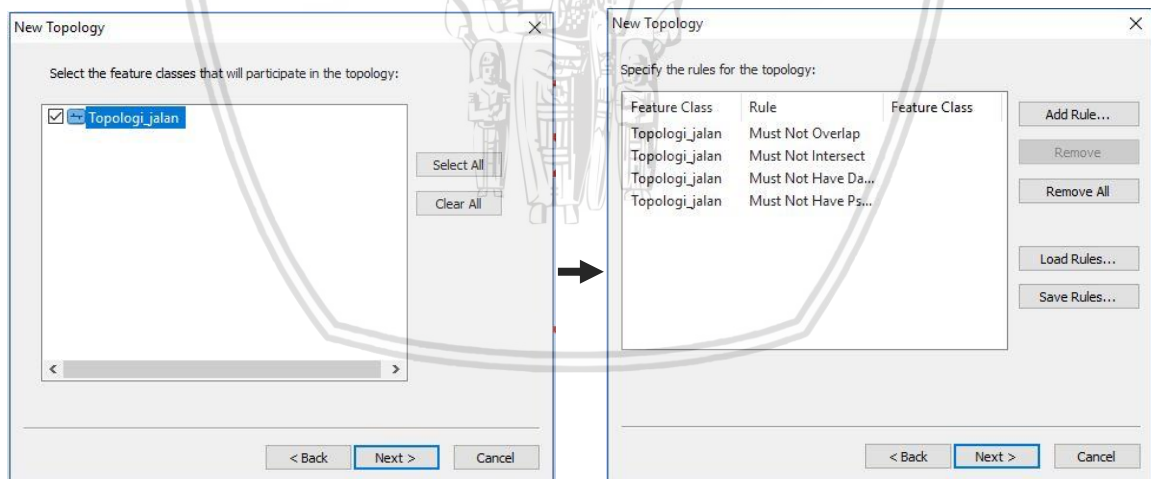 New Topology
Select the feature classes that will participate in the topology:
Topologi_jalan
Select All
Clear All
< Back Next > Cancel
New Topology
Specify the rules for the topology:
Feature Class Rule Feature Class
Topologi_jalan Must Not Overlap
Topologi_jalan Must Not Intersect
Topologi_jalan Must Not Have Da...
Topologi_jalan Must Not Have Ps...
Add Rule...
Remove
Remove All
Load Rules...
Save Rules...
< Back Next > Cancel